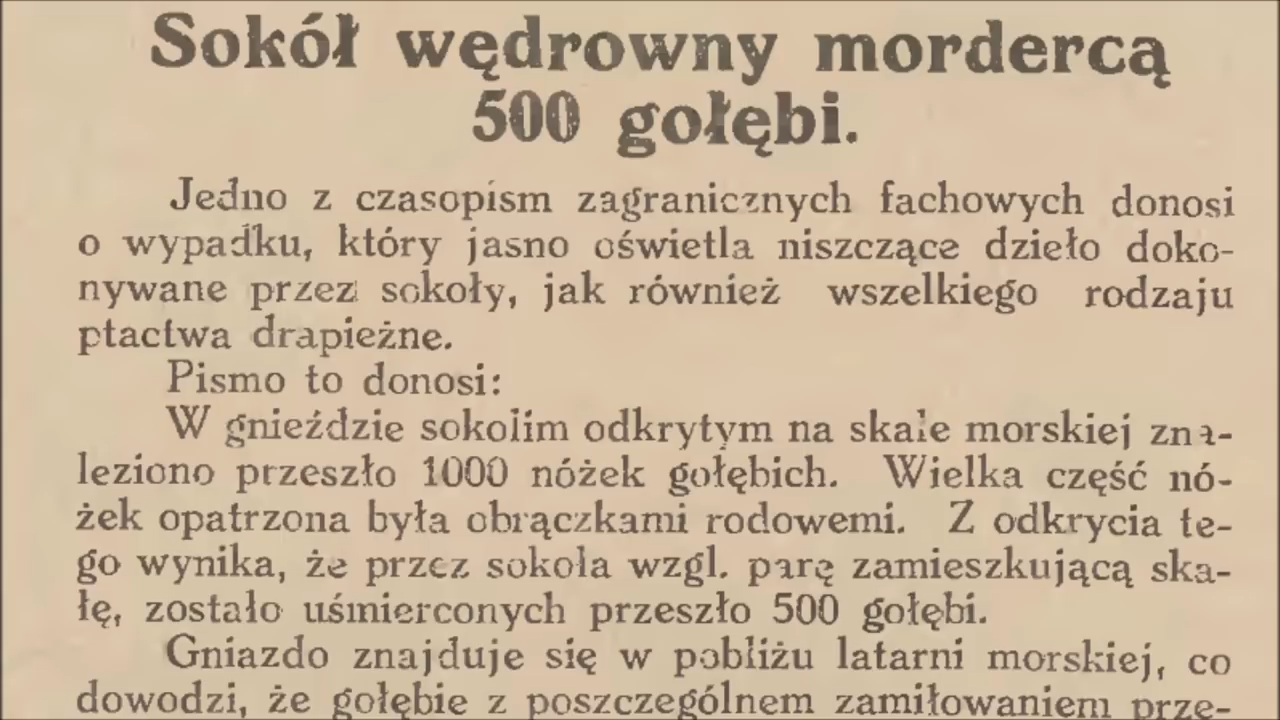 Sokół wędrowny mordercą
500 gołębi.
Jedno z czasopism zagranicznych fachowych donosi
o wypadku, który jasno oświetla niszczące dzieło doko-
nywane przez sokoły, jak również wszelkiego rodzaju
ptactwa drapieżne.
Pismo to donosi:
W gnieździe sokolim odkrytym na skale morskiej zna-
leziono przeszło 1000 nóżek gołębich. Wielka część nó-
żek opatrzona była obrączkami rodowemi. Z odkrycia te-
go wynika, że przez sokoła wzgl. parę zamieszkującą ska-
łę, zostało uśmierconych przeszło 500 gołębi.
Gniazdo znajduje się w pobliżu latarni morskiej, co
dowodzi, że gołębie z poszczególnem zamiłowaniem prze-